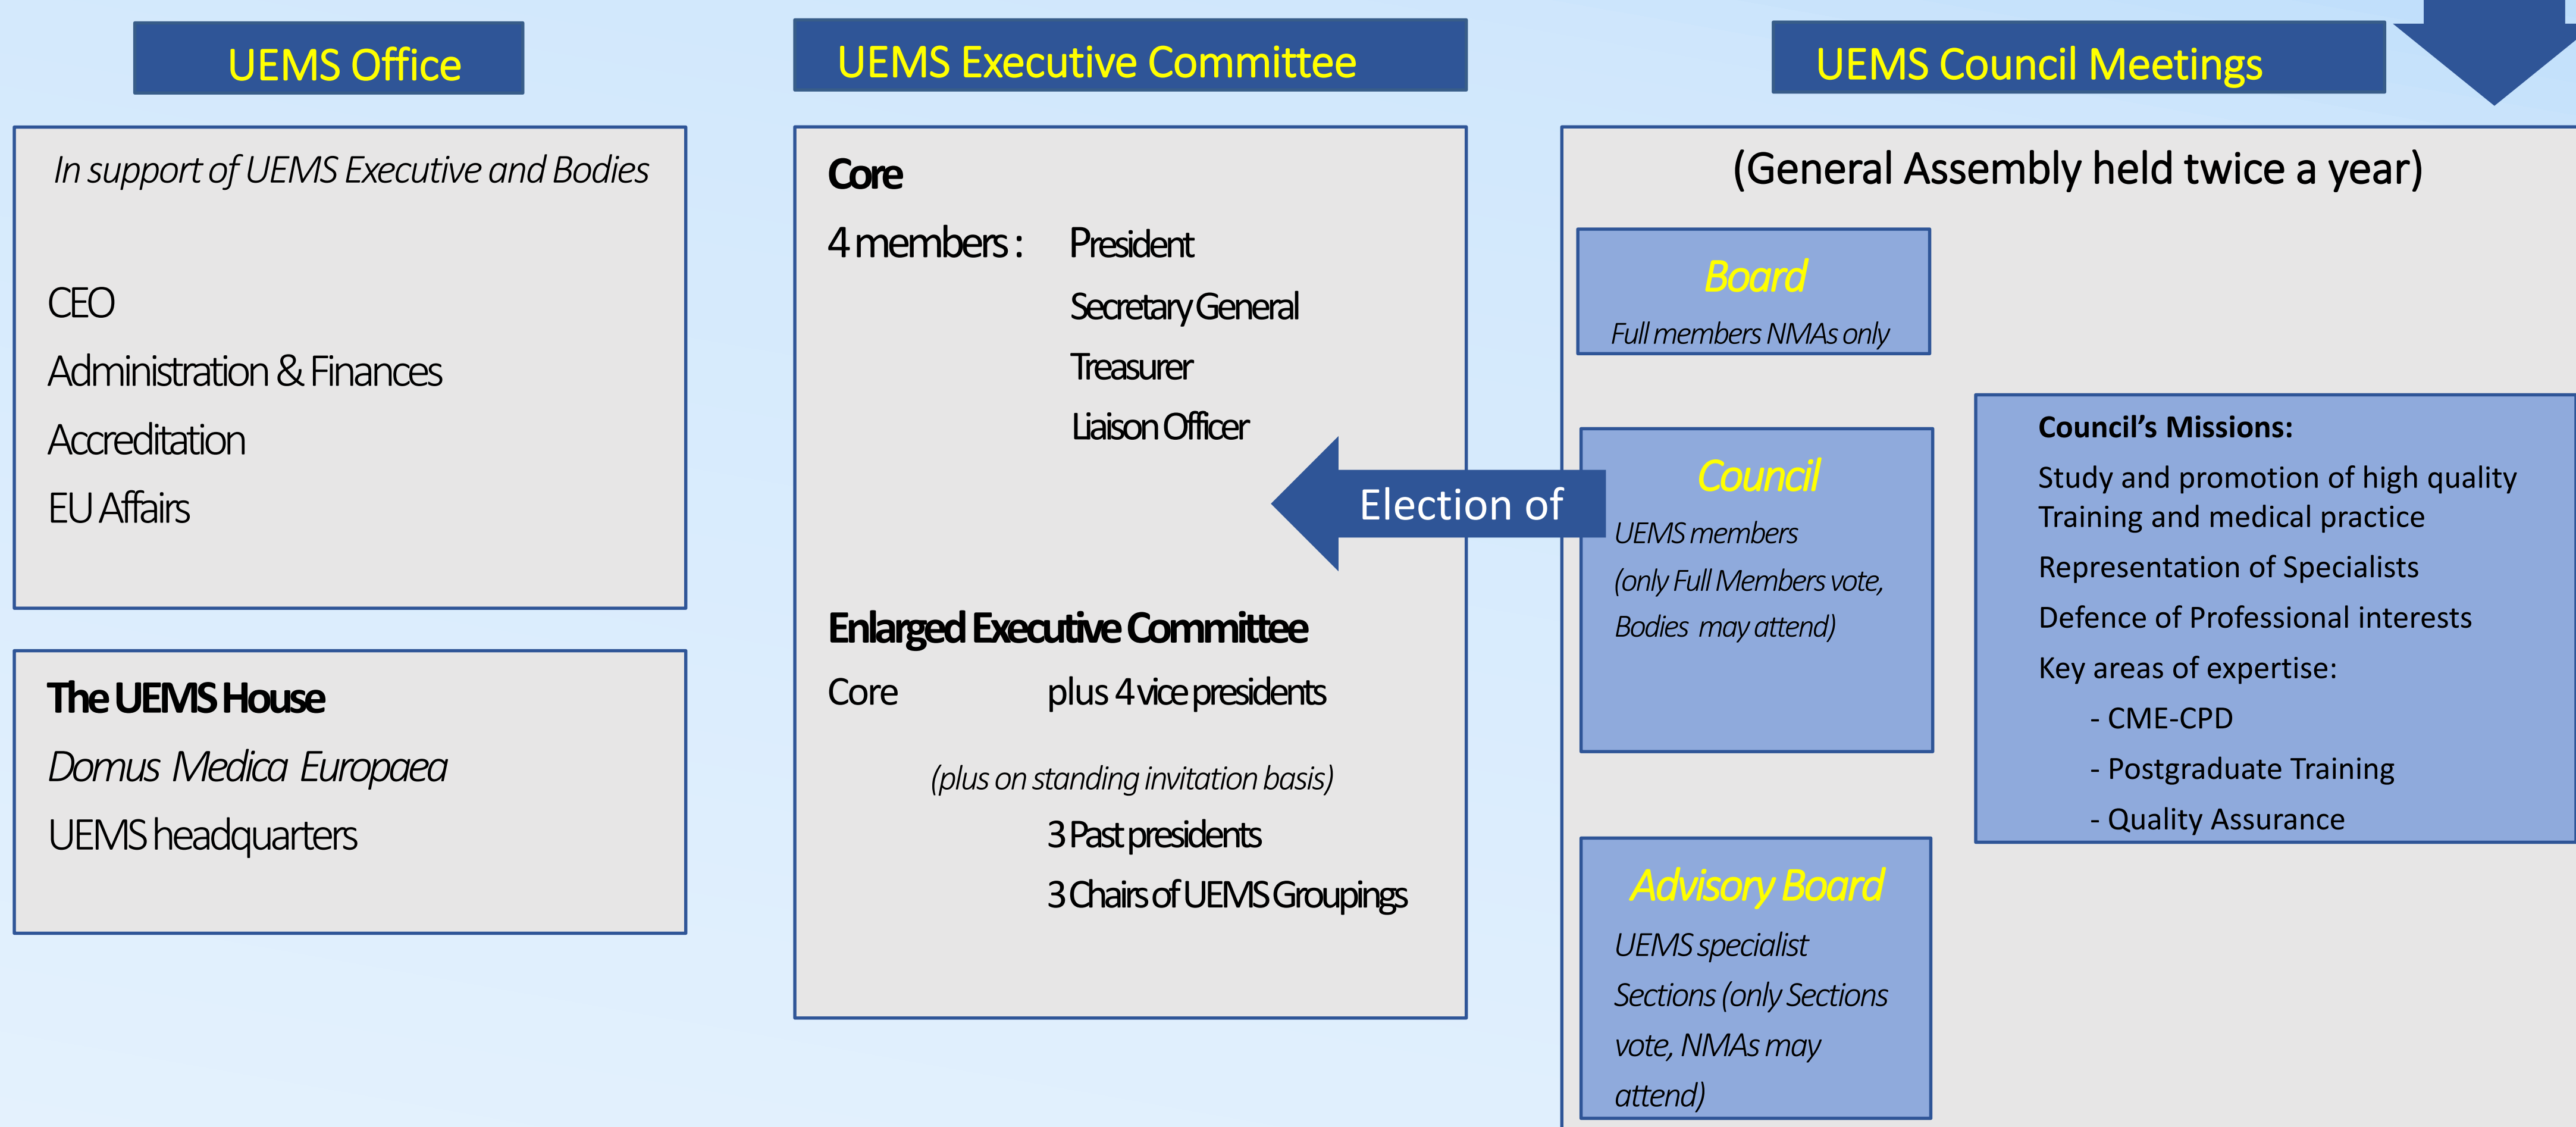 UEMS Office
In support of UEMS Executive and Bodies
CEO
Administration & Finances
Accreditation
EU Affairs
The UEMS House
Domus Medica Europaea
UEMS headquarters
UEMS Executive Committee
Core
4 members : President
Secretary General
Treasurer
Liaison Officer
Enlarged Executive Committee
Core plus 4 vice presidents
(plus on standing invitation basis)
3 Past presidents
3 Chairs of UEMS Groupings
Election of
UEMS Council Meetings
(General Assembly held twice a year)
Board
Full members NMAs only
Council
UEMS members
(only Full Members vote,
Bodies may attend)
Advisory Board
UEMS specialist
Sections (only Sections
vote, NMAs may
attend)
Council’s Missions:
Study and promotion of high quality
Training and medical practice
Representation of Specialists
Defence of Professional interests
Key areas of expertise:
- CME-CPD
- Postgraduate Training
- Quality Assurance